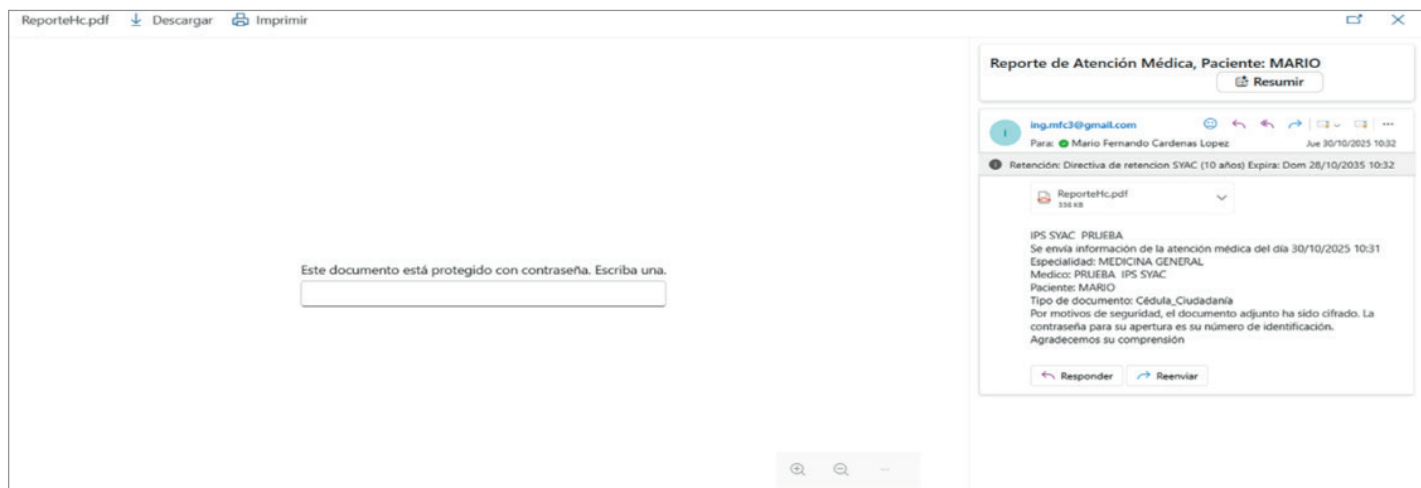 ReporteHc.pdf Descargar Imprimir
Este documento está protegido con contraseña. Escriba una.
Reporte de Atención Médica, Paciente: MARIO
Resumir
I
ing.mfc3@gmail.com
Para: Mario Fernando Cardenas Lopez Jue 30/10/2025 10:32
Retención: Directiva de retencion SYAC (10 años) Expira: Dom 28/10/2035 10:32
ReporteHc.pdf
336 KB
IPS SYAC PRUEBA
Se envía información de la atención médica del día 30/10/2025 10:31
Especialidad: MEDICINA GENERAL
Medico: PRUEBA IPS SYAC
Paciente: MARIO
Tipo de documento: Cédula_Ciudadanía
Por motivos de seguridad, el documento adjunto ha sido cifrado. La
contraseña para su apertura es su número de identificación.
Agradecemos su comprensión
Responder Reenviar